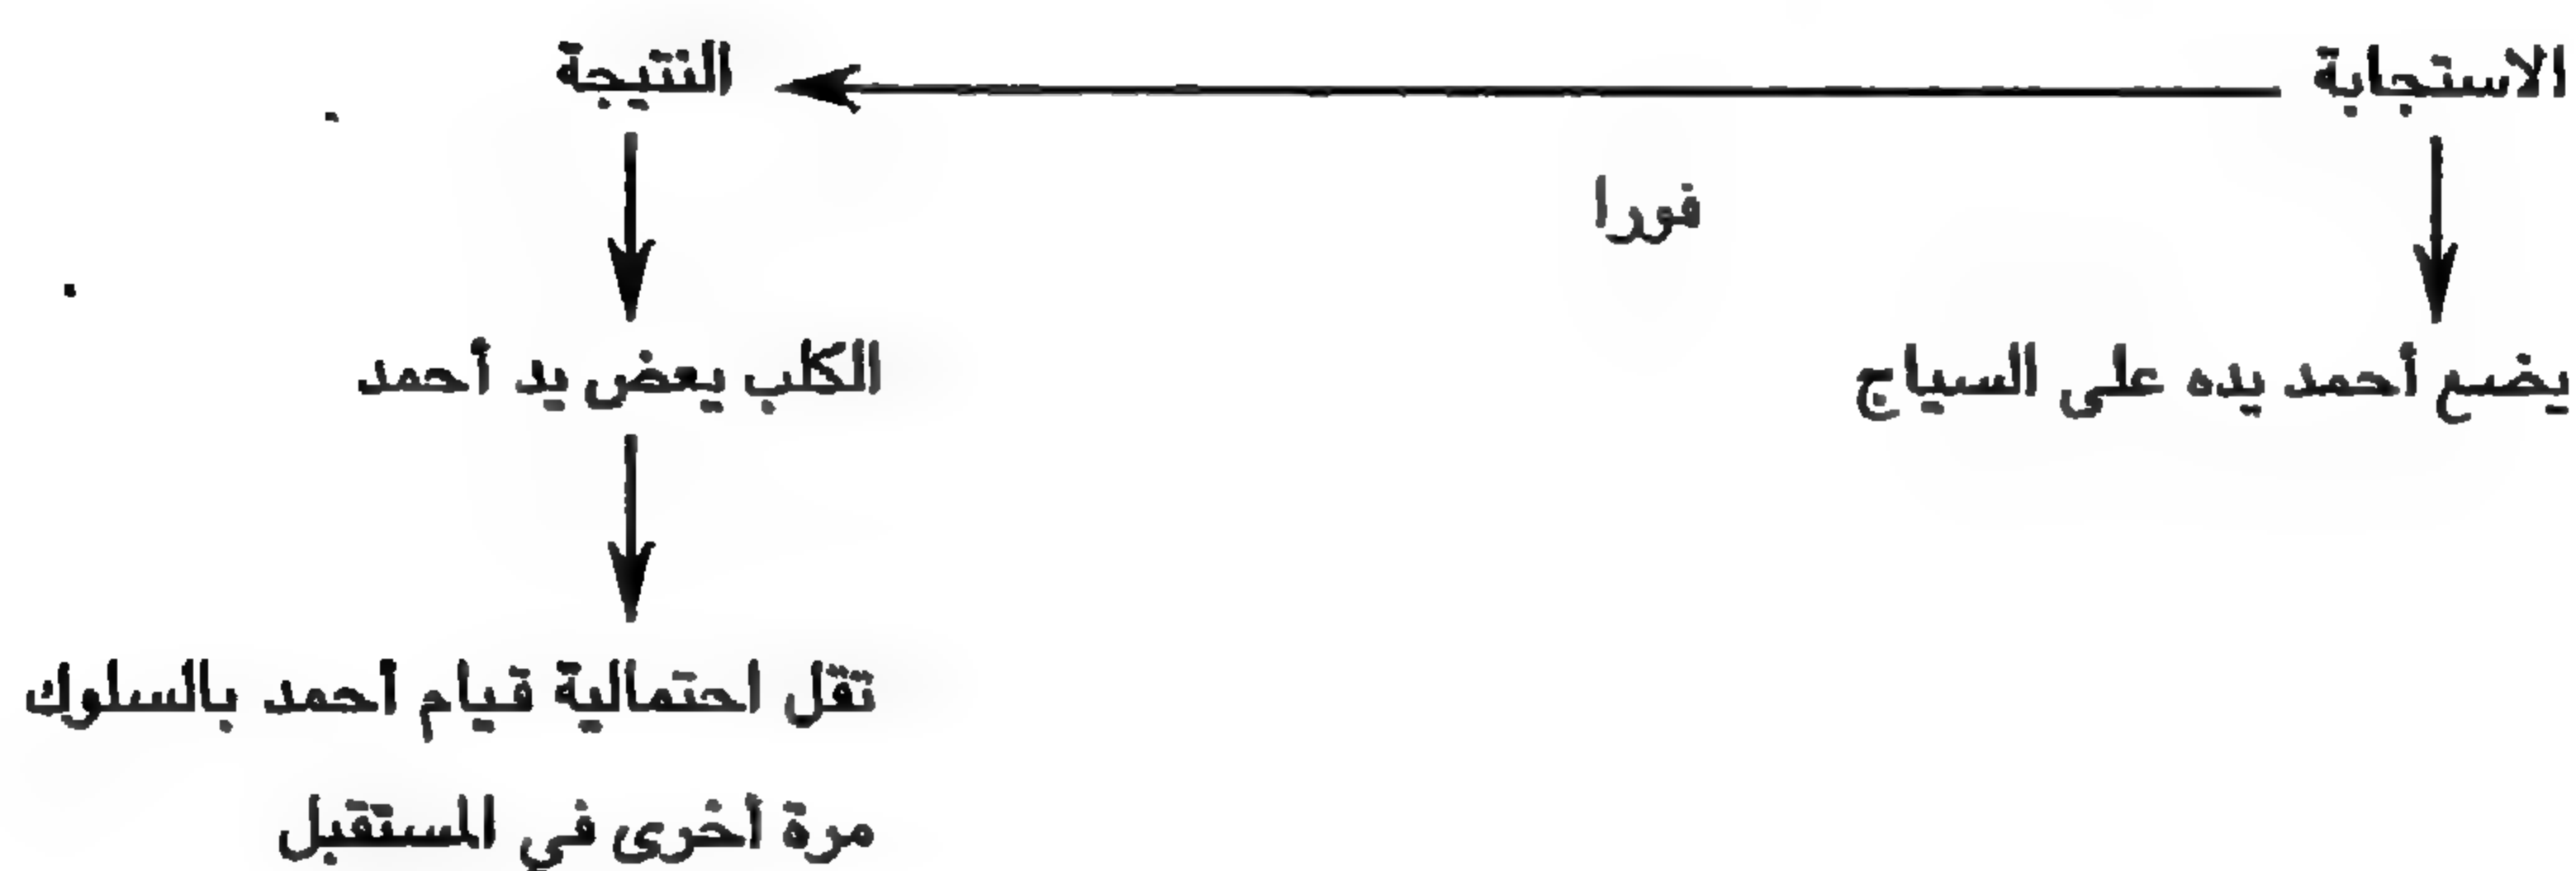 الاستجابة النتيجة
فورا
يضع أحمد يده على السياج الكلب يعض يد أحمد
تقل احتمالية قيام أحمد بالسلوك
مرة أخرى في المستقبل